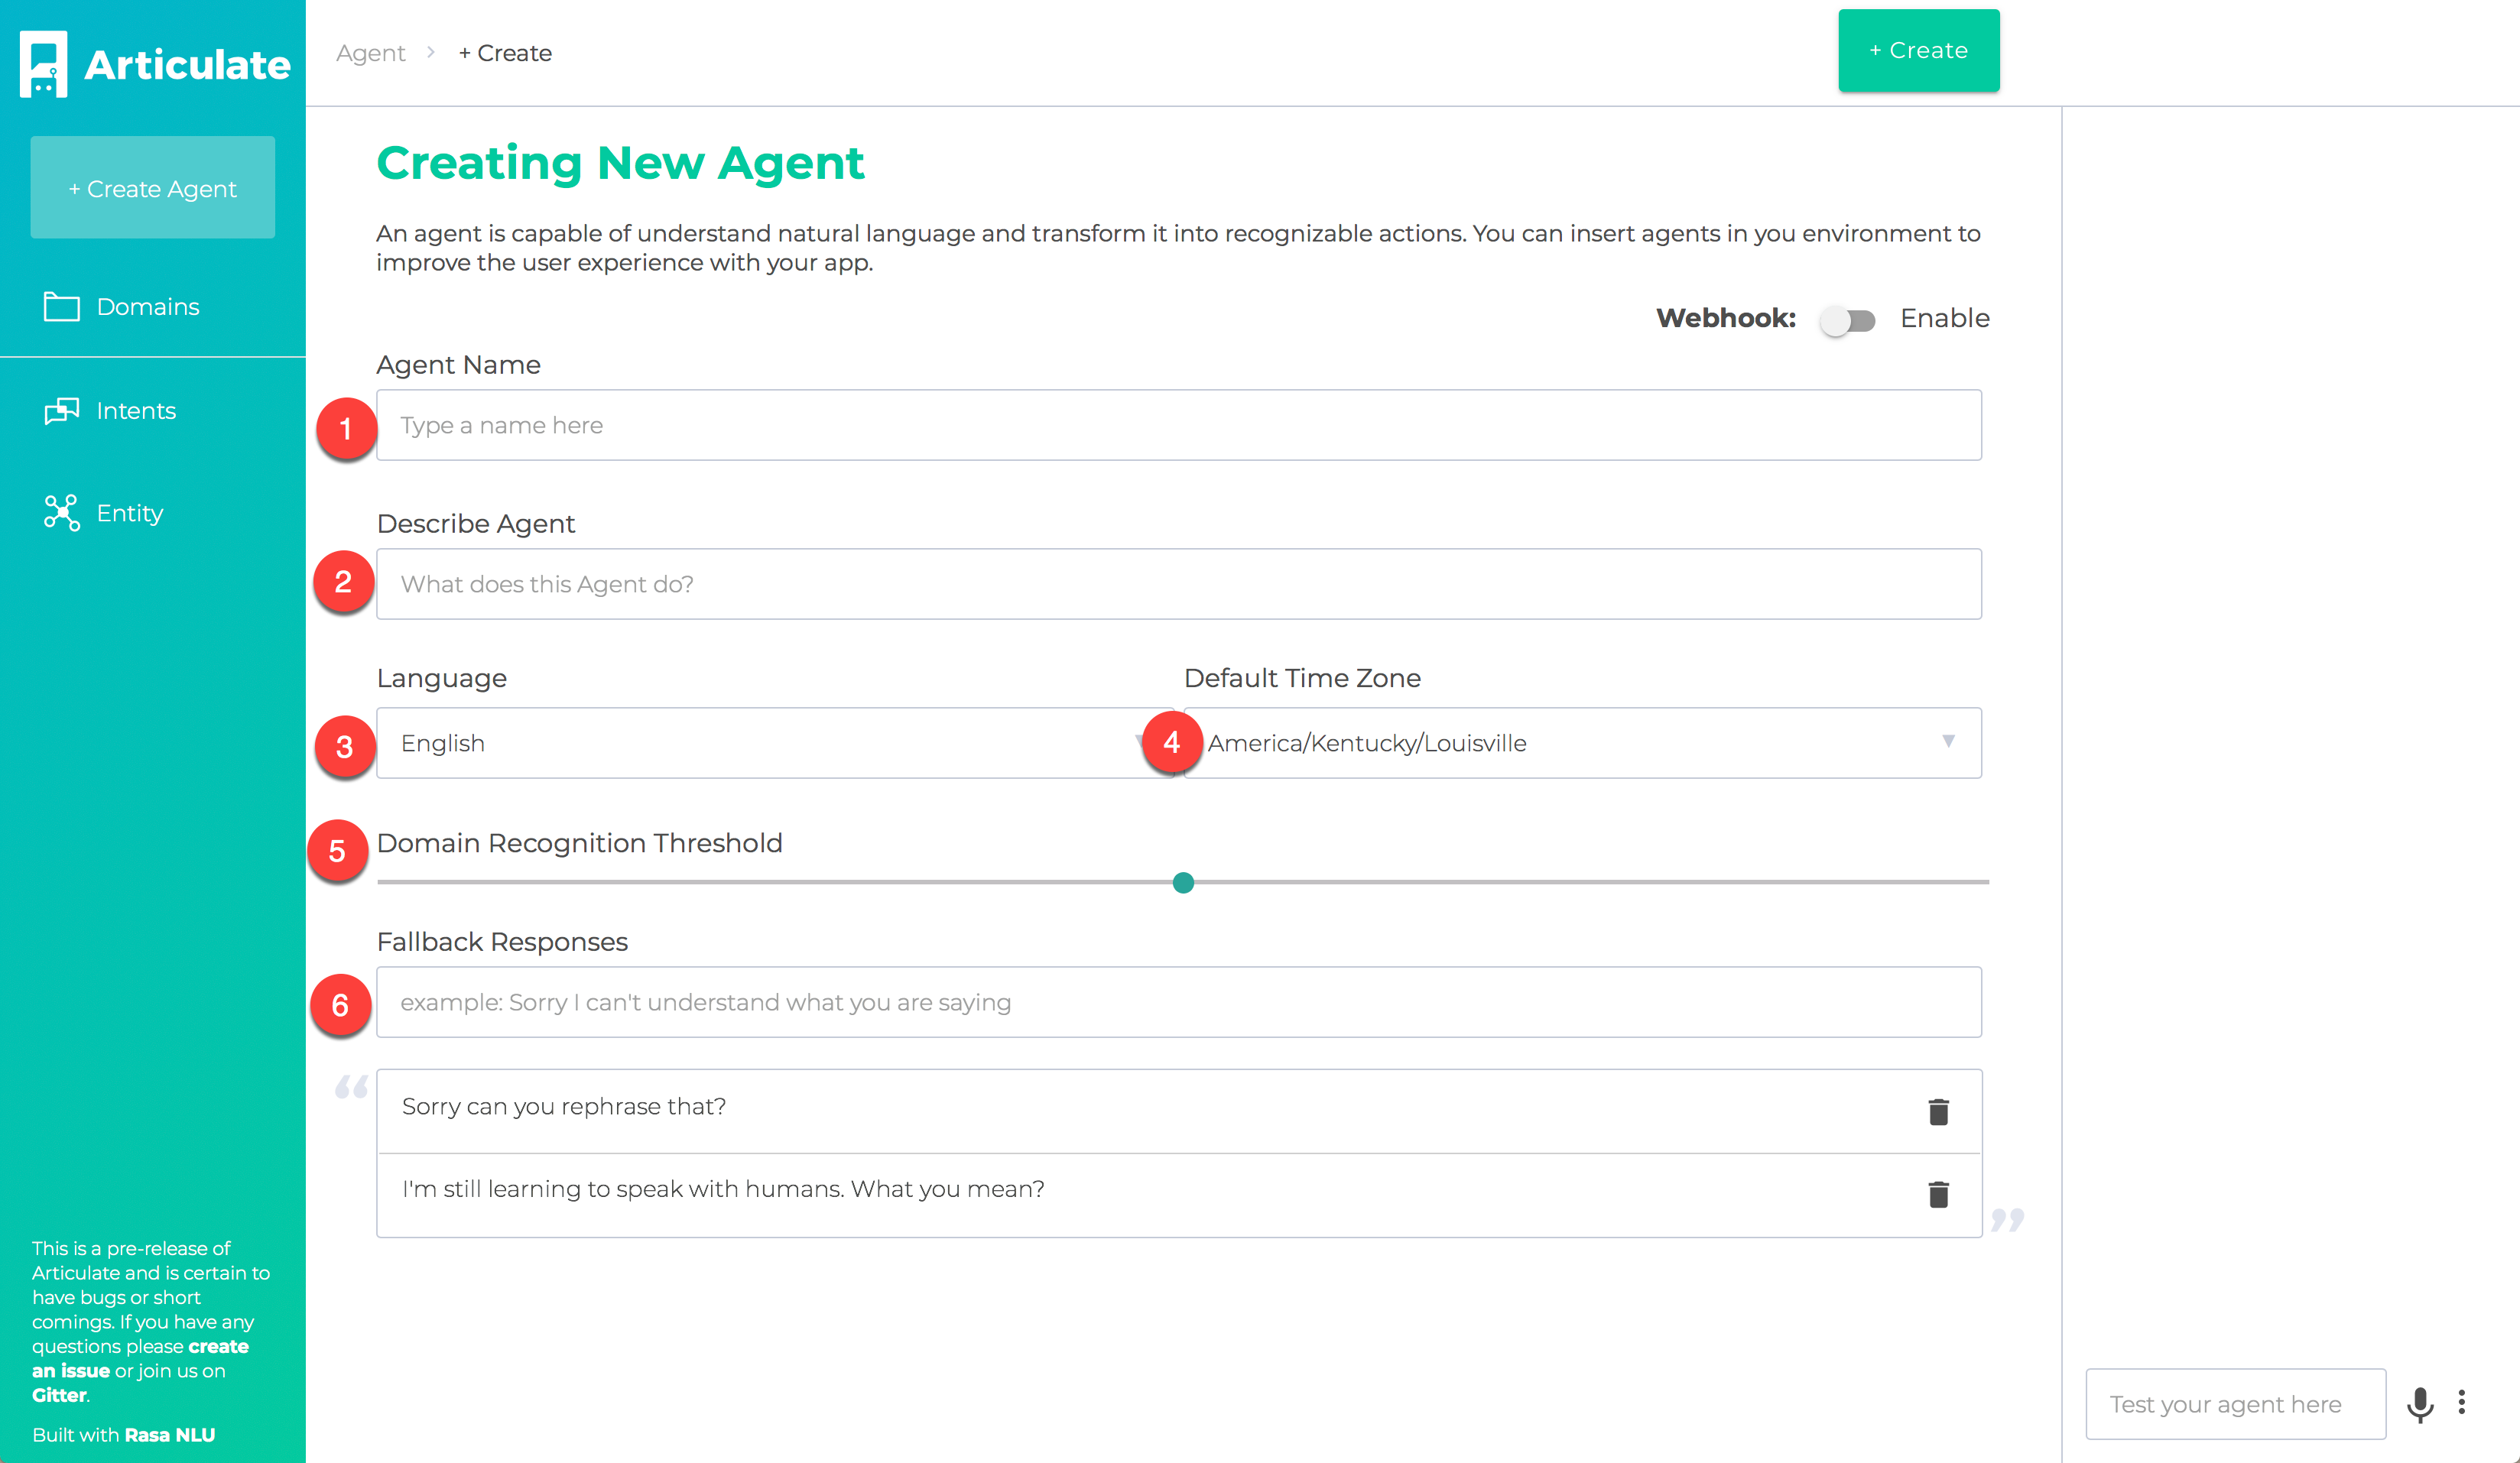 Articulate
Agent > + Create
+ Create
+ Create Agent
Domains
Intents
Entity
This is a pre-release of
Articulate and is certain to
have bugs or short
comings. If you have any
questions please create
an issue or join us on
Gitter.
Built with Rasa NLU
Creating New Agent
An agent is capable of understand natural language and transform it into recognizable actions. You can insert agents in you environment to
improve the user experience with your app.
Webhook: Enable
Agent Name
1 Type a name here
Describe Agent
2 What does this Agent do?
Language Default Time Zone
3 English 4 America/Kentucky/Louisville
5 Domain Recognition Threshold
Fallback Responses
6 example: Sorry I can't understand what you are saying
“
Sorry can you rephrase that?
I'm still learning to speak with humans. What you mean?
”
Test your agent here